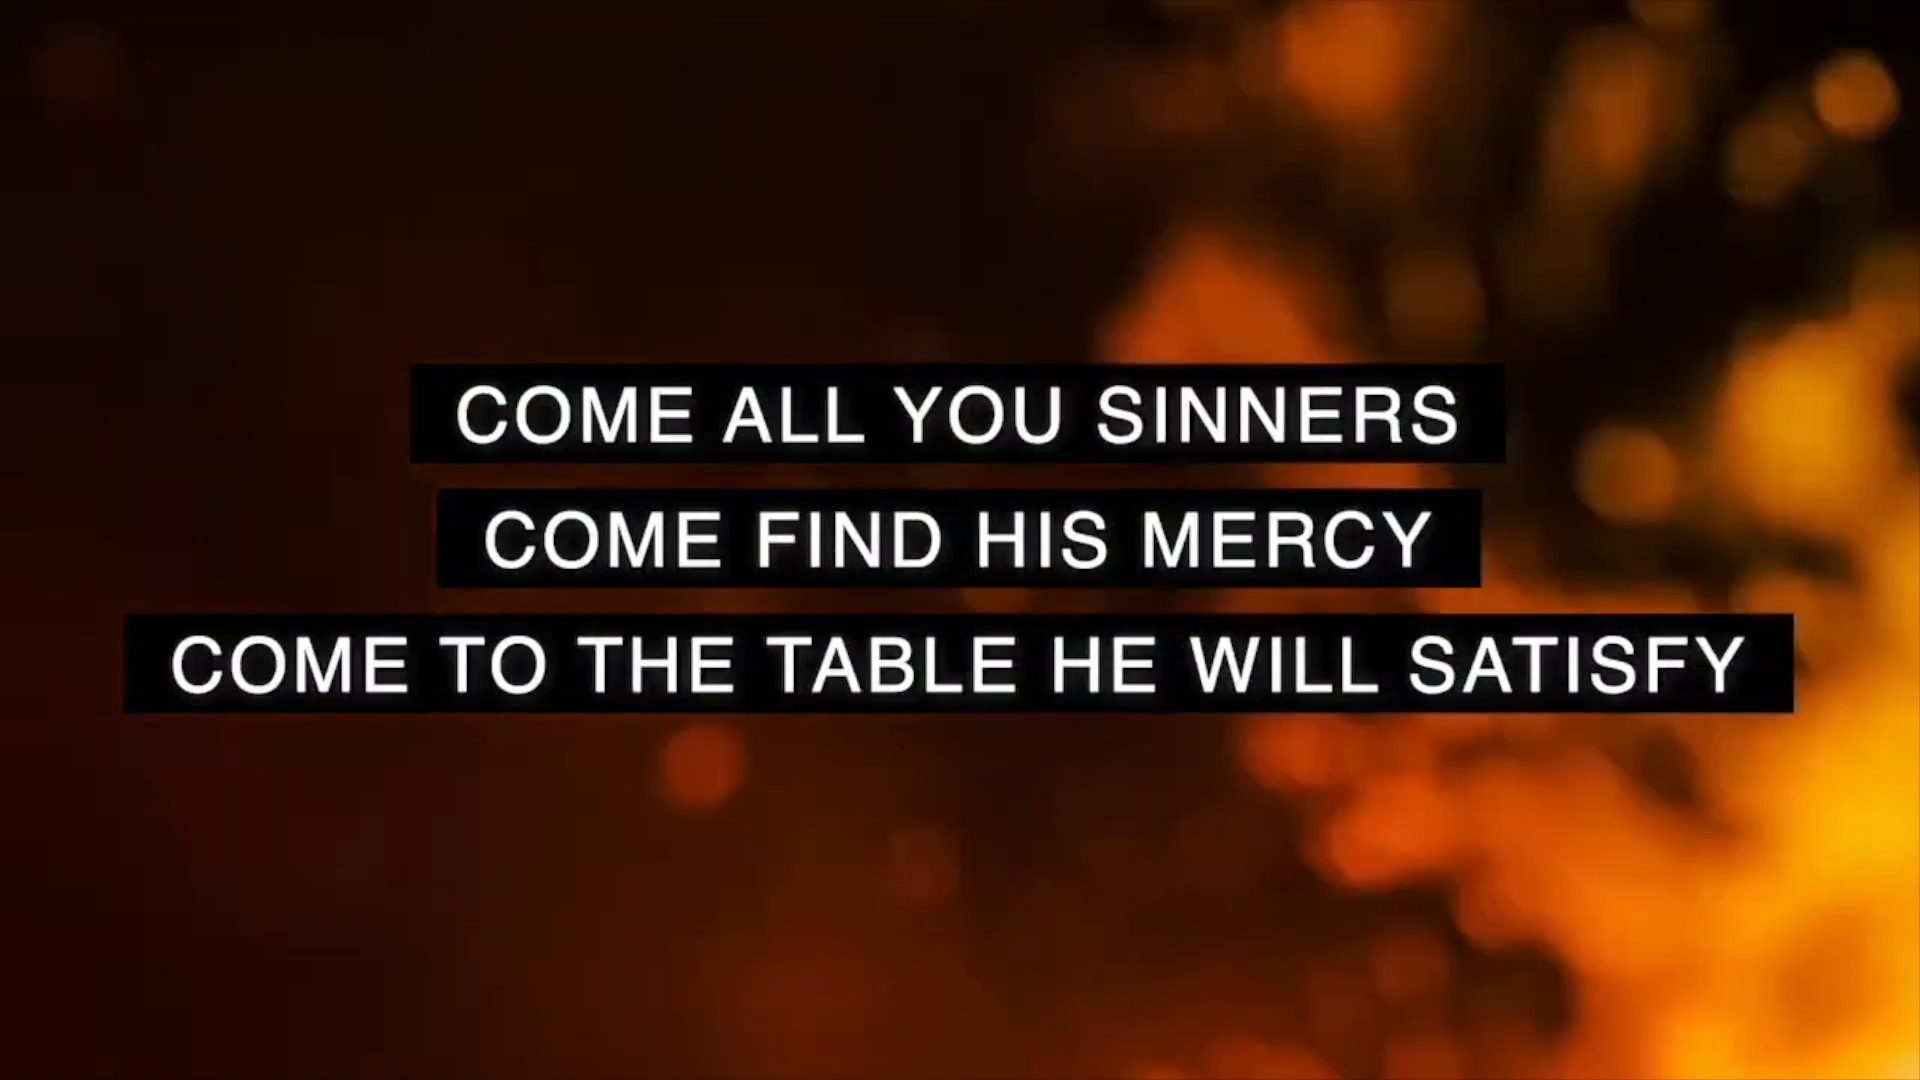 COME ALL YOU SINNERS
COME FIND HIS MERCY
COME TO THE TABLE HE WILL SATISFY